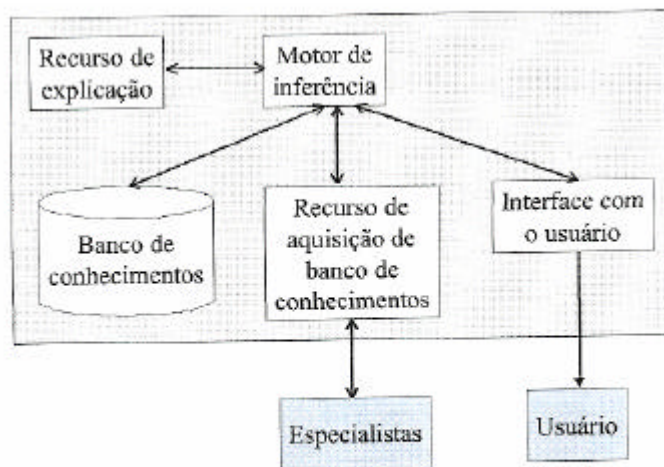 Recurso de
explicação
Motor de
inferência
Banco de
conhecimentos
Recurso de
aquisição de
banco de
conhecimentos
Interface com
o usuário
Especialistas
Usuário